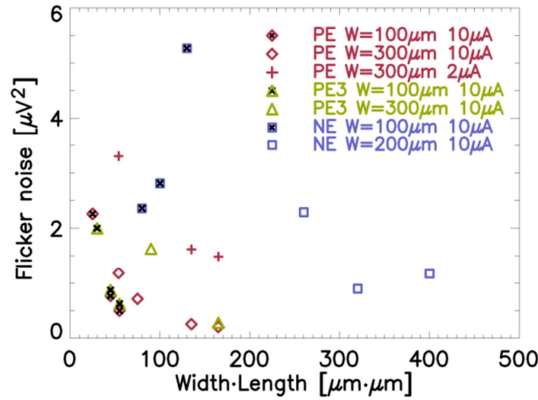 6
PE W=100μm 10μA
PE W=300μm 10μA
PE W=300μm 2μA
PE3 W=100μm 10μA
PE3 W=300μm 10μA
NE W=100μm 10μA
NE W=200μm 10μA
4
2
0
Flicker noise [μV²]
0 100 200 300 400 500
Width·Length [μm·μm]